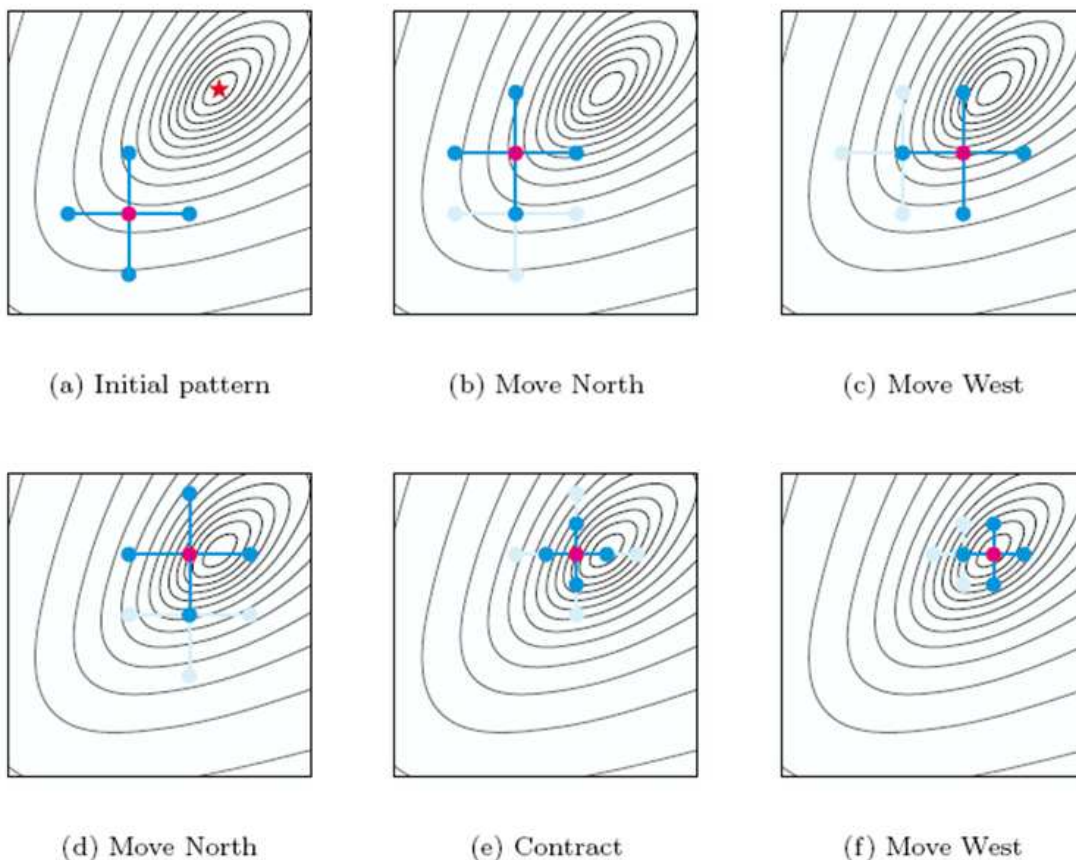 (a) Initial pattern
(b) Move North
(c) Move West
(d) Move North
(e) Contract
(f) Move West